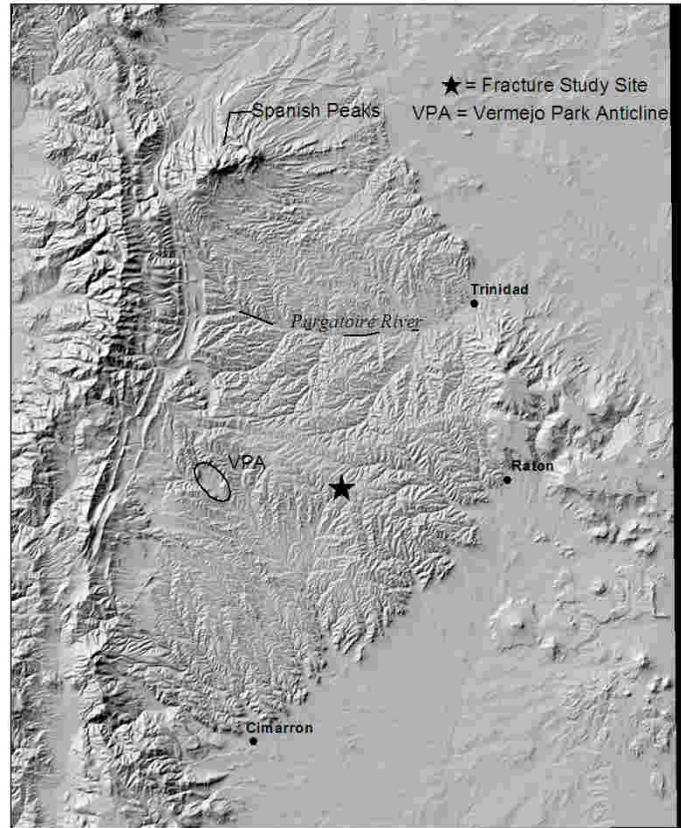 ★ = Fracture Study Site
Spanish Peaks
VPA = Vermejo Park Anticline
Trinidad
Purgatoire River
VPA
Raton
Cimarron